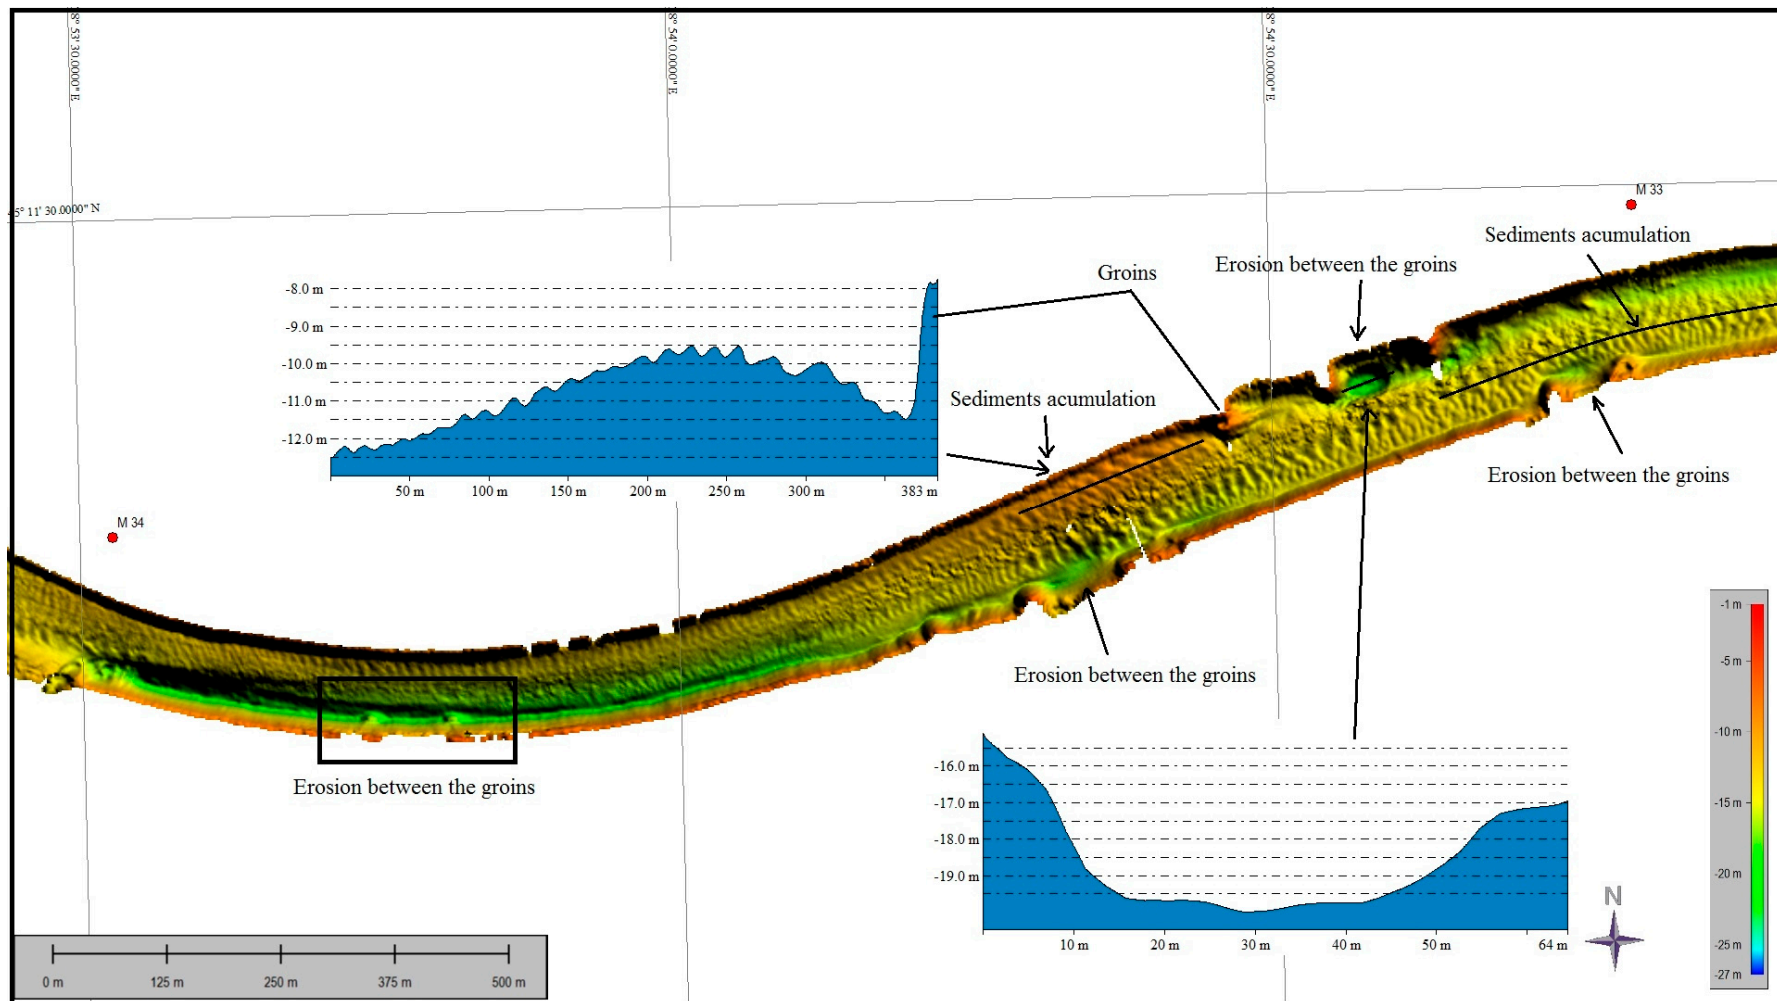 8° 53' 30.0000" E
8° 54' 0.0000" E
8° 54' 30.0000" E
5° 11' 30.0000" N
M 33
Sediments acumulation
Erosion between the groins
Groins
-8.0 m
-9.0 m
-10.0 m
-11.0 m
-12.0 m
50 m 100 m 150 m 200 m 250 m 300 m 383 m
Sediments acumulation
Erosion between the groins
M 34
Erosion between the groins
Erosion between the groins
-16.0 m
-17.0 m
-18.0 m
-19.0 m
10 m 20 m 30 m 40 m 50 m 64 m
N
-1 m
-5 m
-10 m
-15 m
-20 m
-25 m
-27 m
0 m 125 m 250 m 375 m 500 m